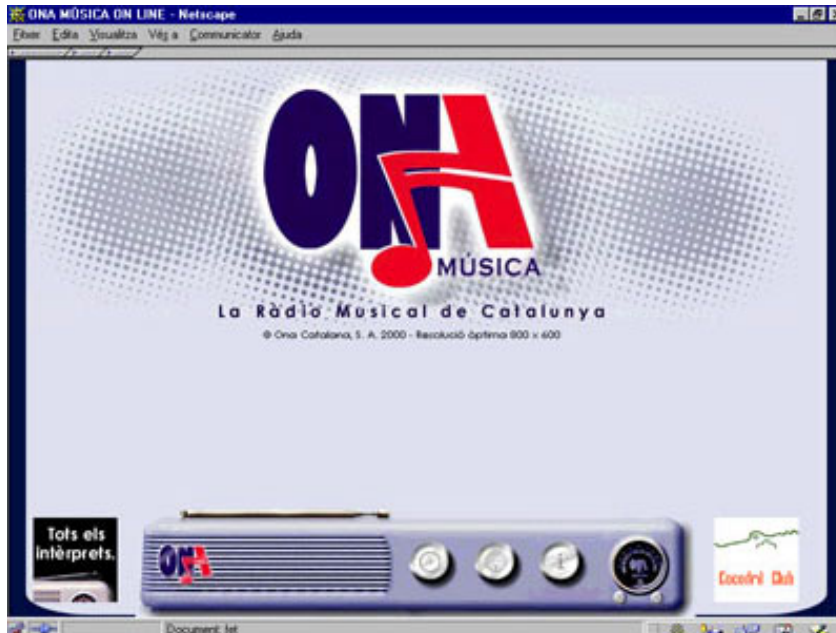 ONA MÚSICA ON LINE - Netscape
Fitxer Edita Visualitza Vés a Communicator Ajuda
ONA
MÚSICA
La Ràdio Musical de Catalunya
© Ona Catalana, S. A. 2000 - Resolució òptima 800 x 600
Tots els
intèrprets.
ONA
Cocodril Club
Document: fet